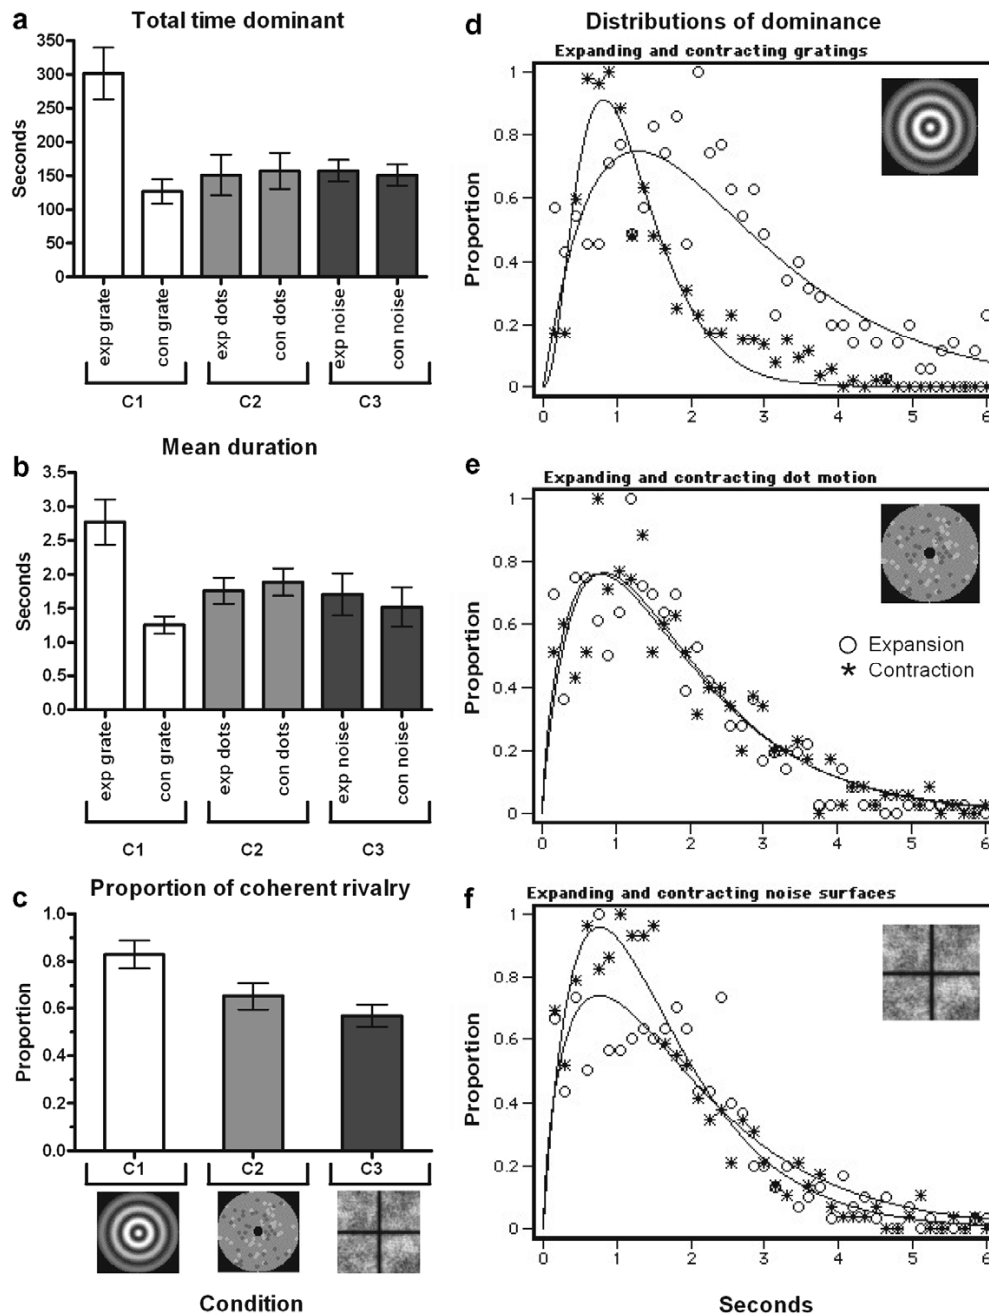 a
Total time dominant
350
300
250
200
150
100
50
0
Seconds
exp grate
con grate
exp dots
con dots
exp noise
con noise
C1
C2
C3
b
Mean duration
3.5
3.0
2.5
2.0
1.5
1.0
0.5
0.0
Seconds
exp grate
con grate
exp dots
con dots
exp noise
con noise
C1
C2
C3
c
Proportion of coherent rivalry
1.0
0.8
0.6
0.4
0.2
0.0
Proportion
C1
C2
C3
Condition
d
Distributions of dominance
Expanding and contracting gratings
1
0.8
0.6
0.4
0.2
0
Proportion
0 1 2 3 4 5 6
e
Expanding and contracting dot motion
1
0.8
0.6
0.4
0.2
0
Proportion
Expansion
Contraction
0 1 2 3 4 5 6
f
Expanding and contracting noise surfaces
1
0.8
0.6
0.4
0.2
0
Proportion
0 1 2 3 4 5 6
Seconds